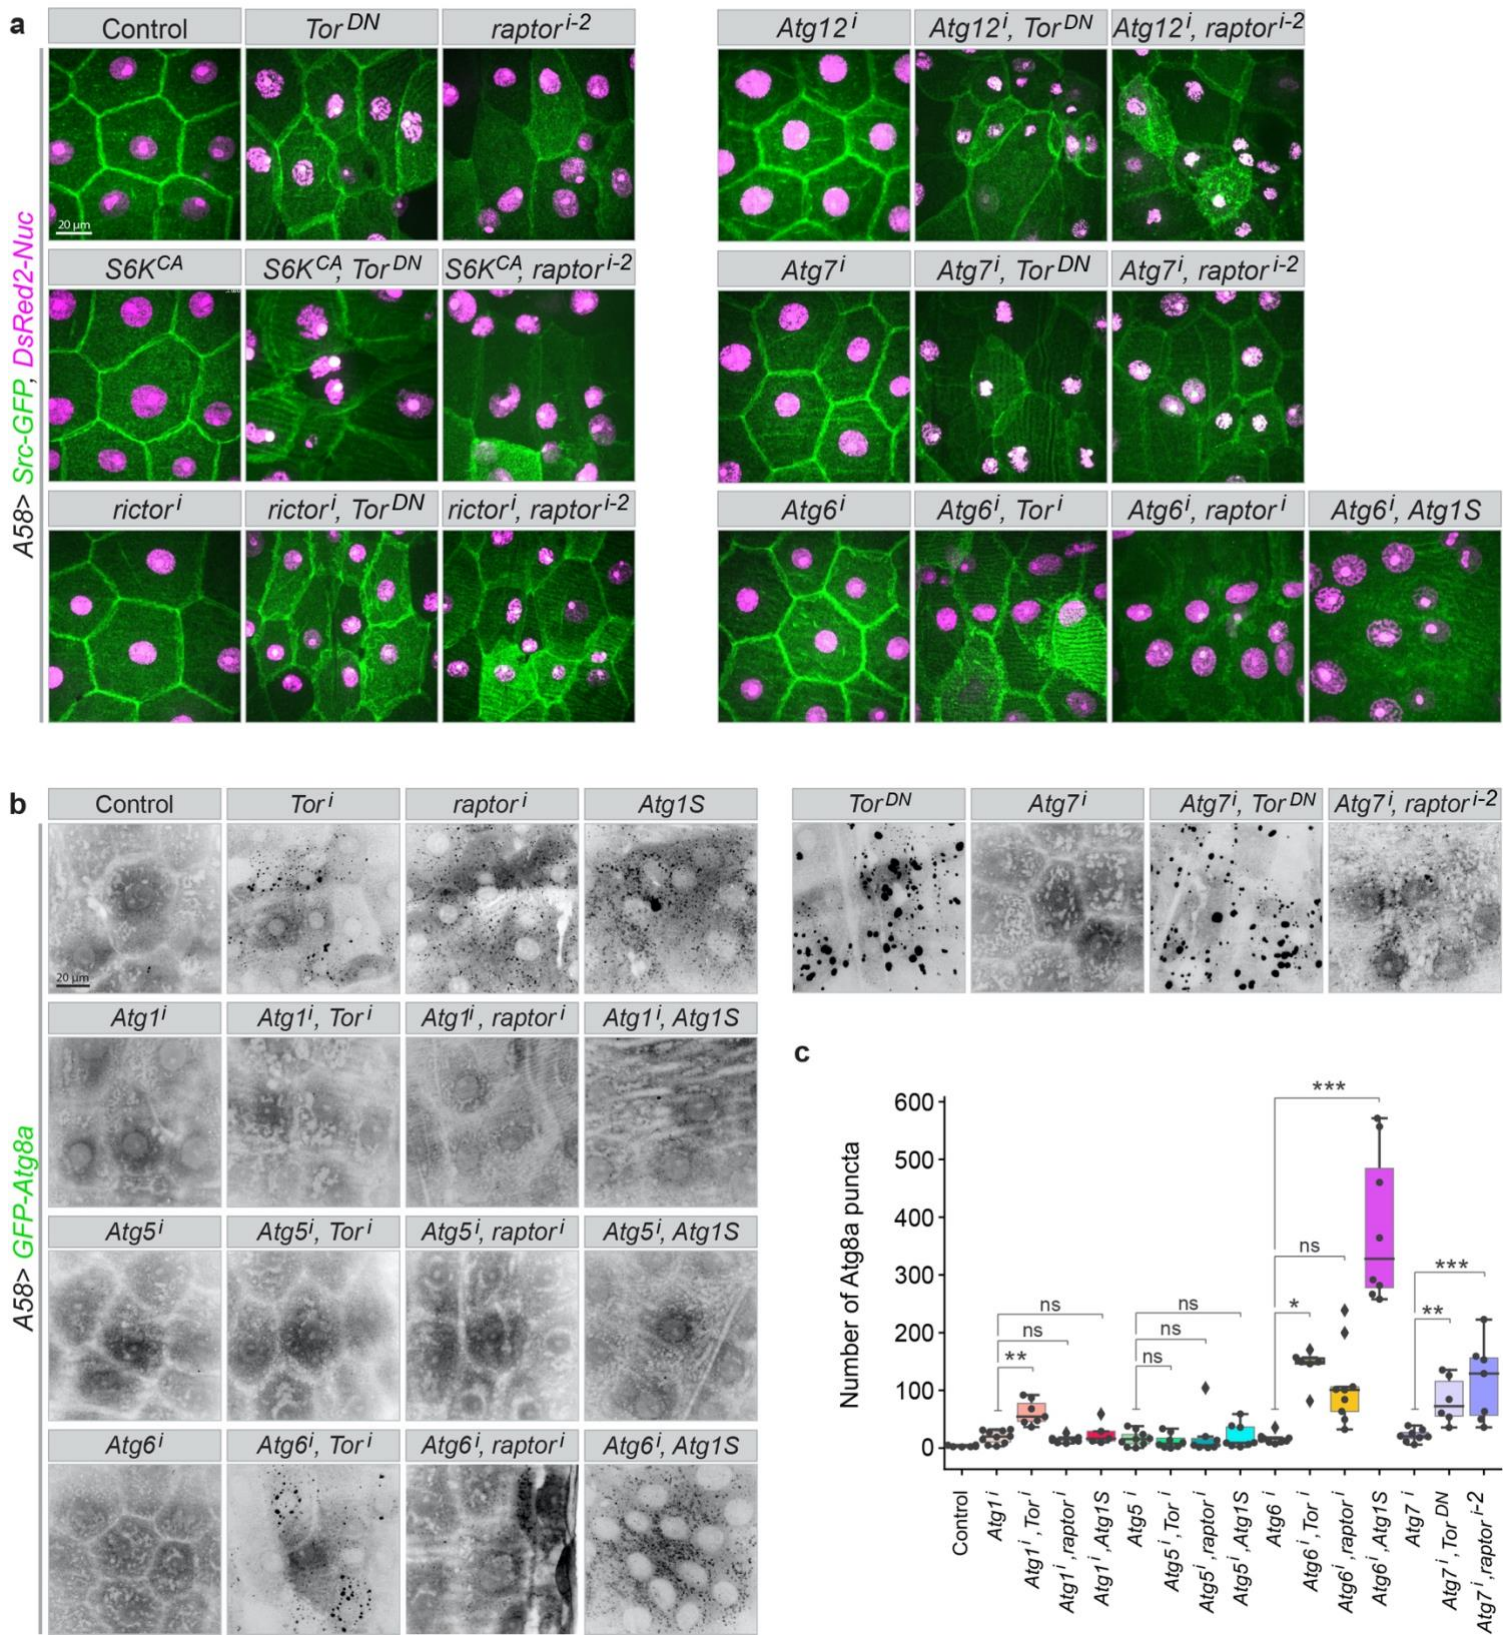 a
Control Tor DN raptor i-2 Atg12 i Atg12 i, Tor DN Atg12 i, raptor i-2
20 µm
S6K CA S6K CA, Tor DN S6K CA, raptor i-2 Atg7 i Atg7 i, Tor DN Atg7 i, raptor i-2
rictor i rictor i, Tor DN rictor i, raptor i-2 Atg6 i Atg6 i, Tor i Atg6 i, raptor i Atg6 i, Atg1S
A58> Src-GFP, DsRed2-Nuc
b
Control Tor i raptor i Atg1S Tor DN Atg7 i Atg7 i, Tor DN Atg7 i, raptor i-2
20 µm
Atg1 i Atg1 i, Tor i Atg1 i, raptor i Atg1 i, Atg1S
Atg5 i Atg5 i, Tor i Atg5 i, raptor i Atg5 i, Atg1S
Atg6 i Atg6 i, Tor i Atg6 i, raptor i Atg6 i, Atg1S
A58> GFP-Atg8a
c
Number of Atg8a puncta
600
500
400
300
200
100
0
** ns ns
ns ns ns
* ns ***
** ***
Control
Atg1 i
Atg1 i, Tor i
Atg1 i, raptor i
Atg1 i, Atg1S
Atg5 i
Atg5 i, Tor i
Atg5 i, raptor i
Atg5 i, Atg1S
Atg6 i
Atg6 i, Tor i
Atg6 i, raptor i
Atg6 i, Atg1S
Atg7 i
Atg7 i, Tor DN
Atg7 i, raptor i-2